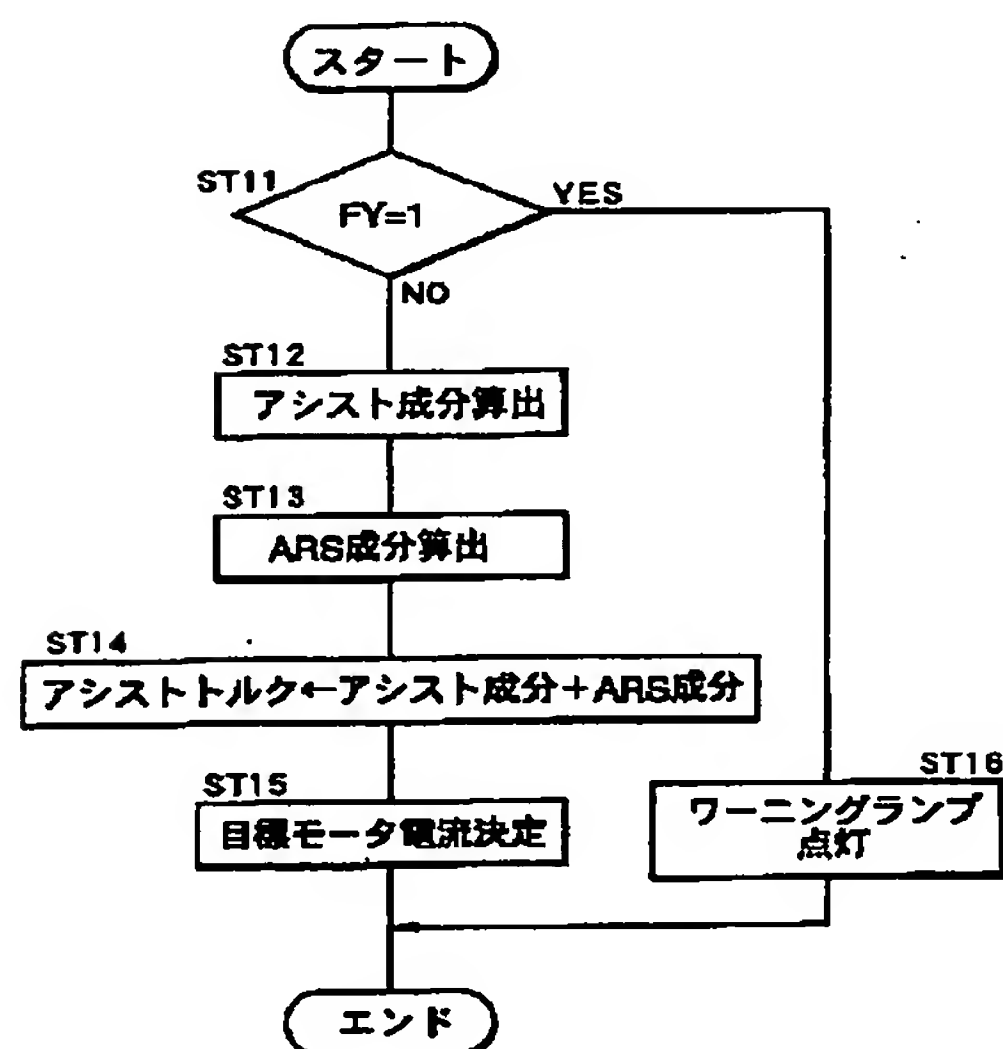 スタート
ST11
FY=1
YES
NO
ST12
アシスト成分算出
ST13
ARS成分算出
ST14
アシストトルク←アシスト成分+ARS成分
ST15
目標モータ電流決定
ST16
ワーニングランプ
点灯
エンド